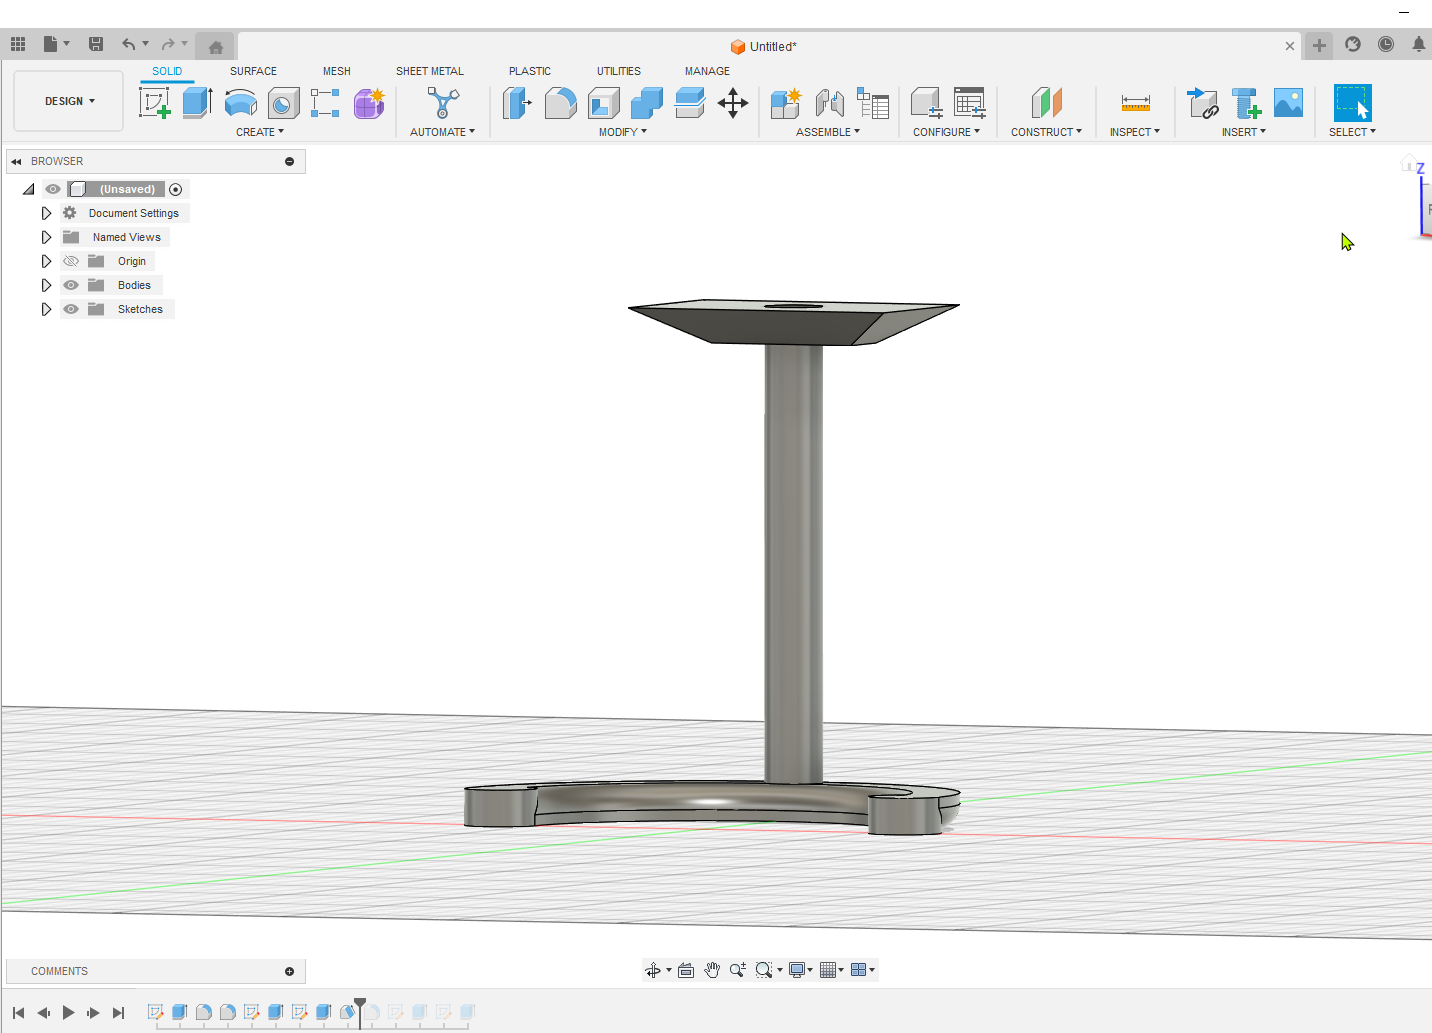 Untitled*
SOLID SURFACE MESH SHEET METAL PLASTIC UTILITIES MANAGE
DESIGN
CREATE AUTOMATE MODIFY ASSEMBLE CONFIGURE CONSTRUCT INSPECT INSERT SELECT
BROWSER
(Unsaved)
Document Settings
Named Views
Origin
Bodies
Sketches
Z
COMMENTS